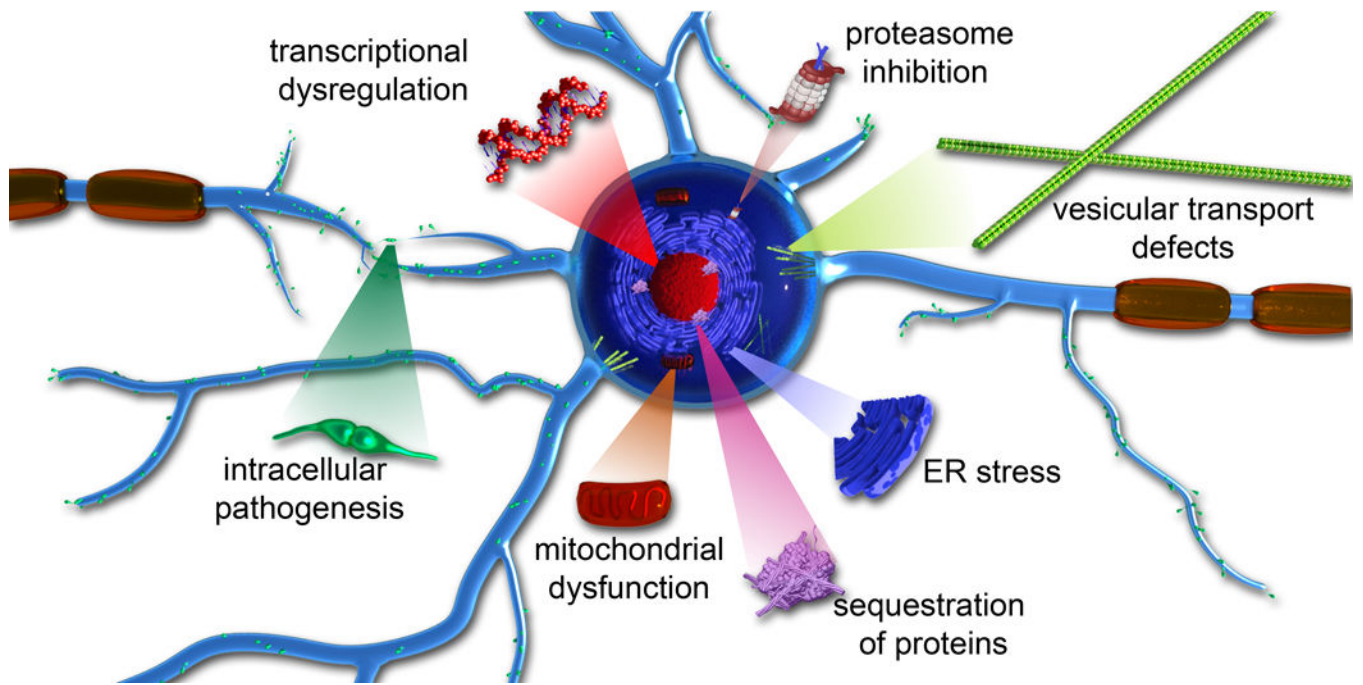 transcriptional
dysregulation
proteasome
inhibition
vesicular transport
defects
intracellular
pathogenesis
mitochondrial
dysfunction
ER stress
sequestration
of proteins